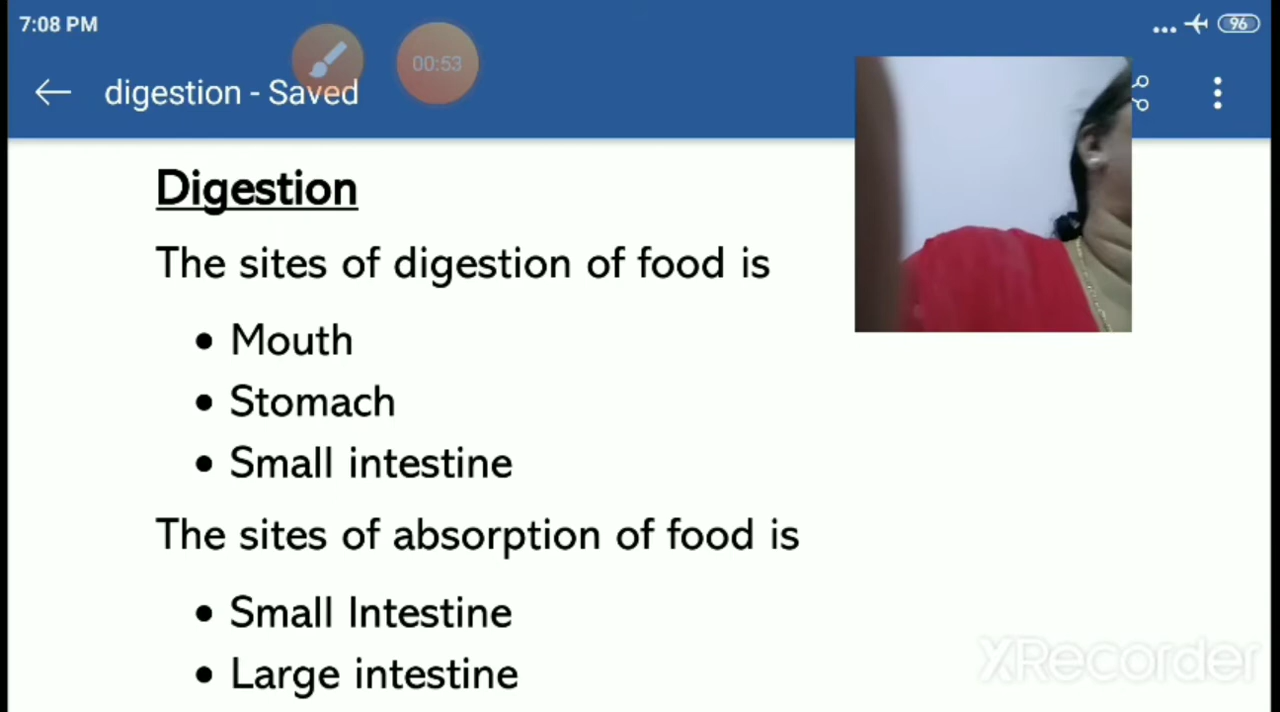 7:08 PM
96
00:53
digestion - Saved
Digestion
The sites of digestion of food is
• Mouth
• Stomach
• Small intestine
The sites of absorption of food is
• Small Intestine
• Large intestine
XRecorder